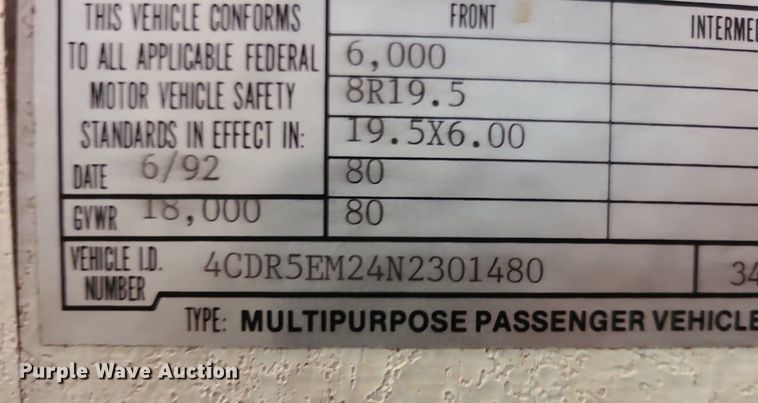 THIS VEHICLE CONFORMS
TO ALL APPLICABLE FEDERAL
MOTOR VEHICLE SAFETY
STANDARDS IN EFFECT IN:
DATE 6/92
GVWR 18,000
FRONT
6,000
8R19.5
19.5X6.00
80
80
VEHICLE I.D.
NUMBER
4CDR5EM24N2301480
TYPE: MULTIPURPOSE PASSENGER VEHICLE
Purple Wave Auction